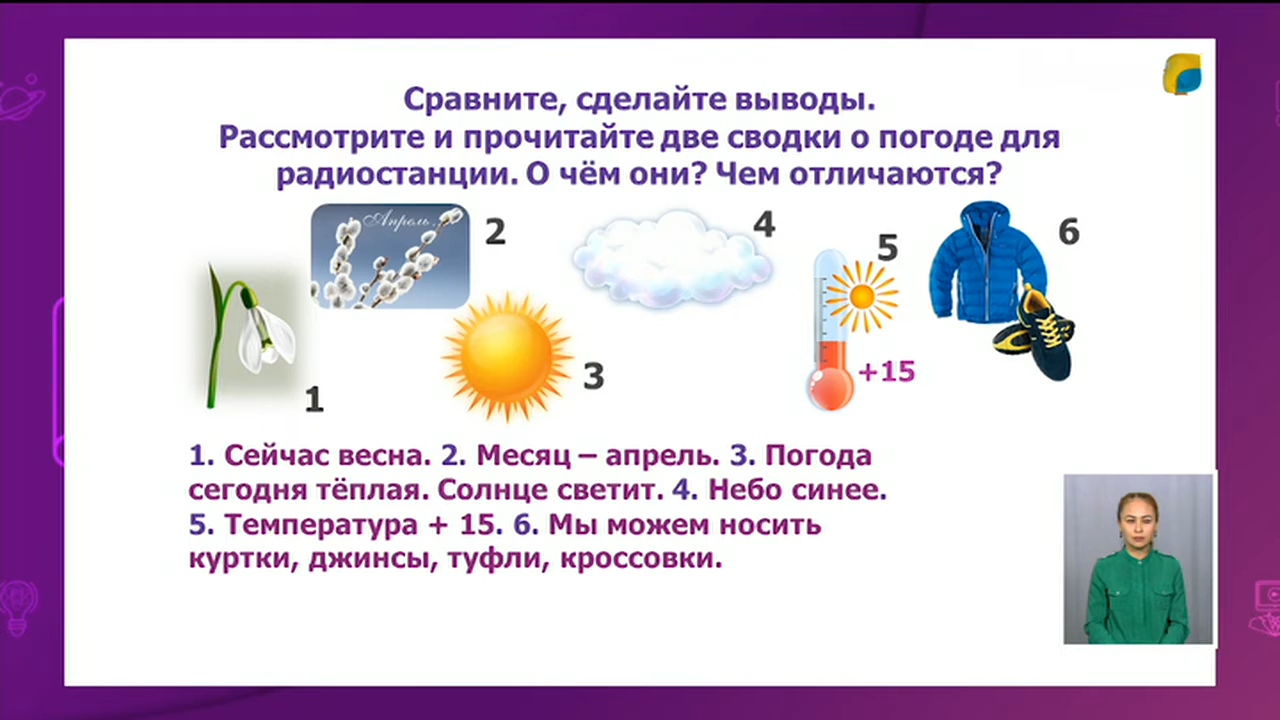 Сравните, сделайте выводы.
Рассмотрите и прочитайте две сводки о погоде для
радиостанции. О чём они? Чем отличаются?
Апрель
1
2
3
4
5
+15
6
1. Сейчас весна. 2. Месяц – апрель. 3. Погода
сегодня тёплая. Солнце светит. 4. Небо синее.
5. Температура + 15. 6. Мы можем носить
куртки, джинсы, туфли, кроссовки.